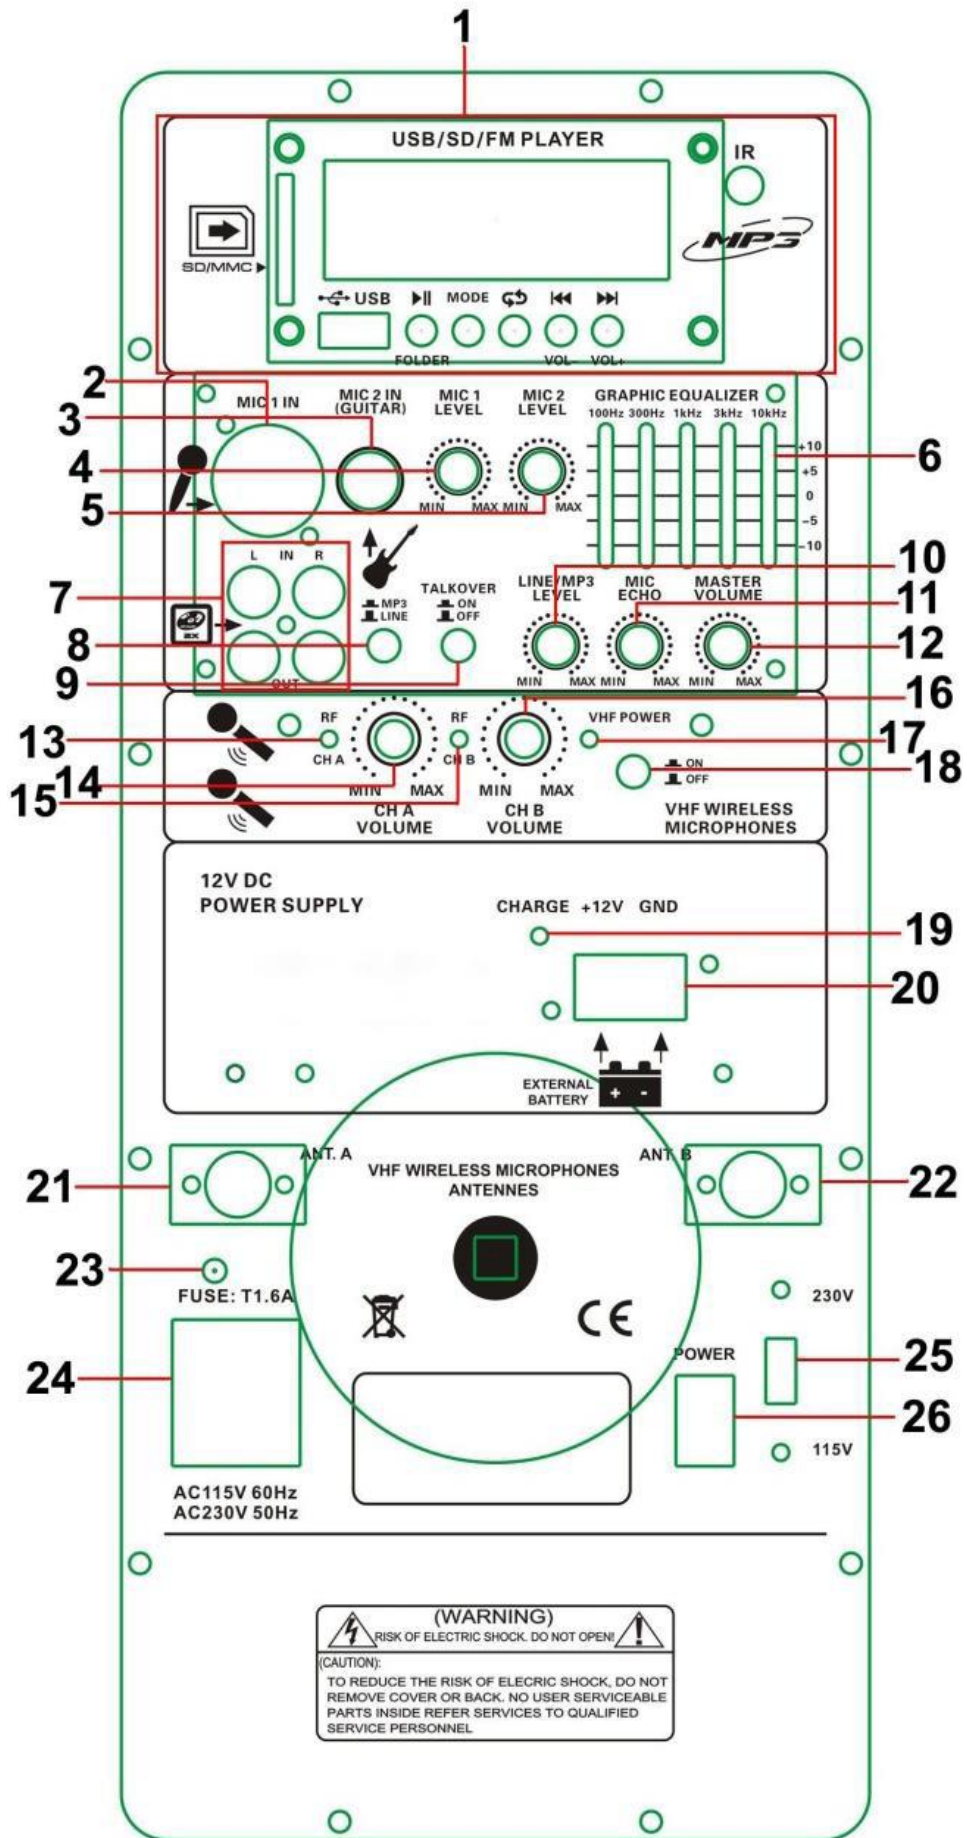 1
USB/SD/FM PLAYER
IR
SD/MMC
MP3
USB MODE
FOLDER VOL- VOL+
2
MIC 1 IN
MIC 2 IN
(GUITAR)
MIC 1
LEVEL
MIC 2
LEVEL
GRAPHIC EQUALIZER
100Hz 300Hz 1kHz 3kHz 10kHz
3
4
5
6
+10
+5
0
-5
-10
MIN MAX MIN MAX
L IN R
7
MP3
LINE
TALKOVER
ON
OFF
LINE/MP3
LEVEL
MIC
ECHO
MASTER
VOLUME
10
11
8
12
9
OUT
MIN MAX MIN MAX MIN MAX
16
13
RF
CH A
RF
CH B
VHF POWER
17
ON
OFF
18
15 14
MIN MAX MIN MAX
CH A
VOLUME
CH B
VOLUME
VHF WIRELESS
MICROPHONES
12V DC
POWER SUPPLY
CHARGE +12V GND
19
20
EXTERNAL
BATTERY
+ -
21
ANT. A
VHF WIRELESS MICROPHONES
ANTENNES
ANT. B
22
23
FUSE: T1.6A
230V
CE
24
POWER
25
26
115V
AC115V 60Hz
AC230V 50Hz
(WARNING)
RISK OF ELECTRIC SHOCK. DO NOT OPEN!
(CAUTION):
TO REDUCE THE RISK OF ELECRIC SHOCK, DO NOT
REMOVE COVER OR BACK. NO USER SERVICEABLE
PARTS INSIDE REFER SERVICES TO QUALIFIED
SERVICE PERSONNEL